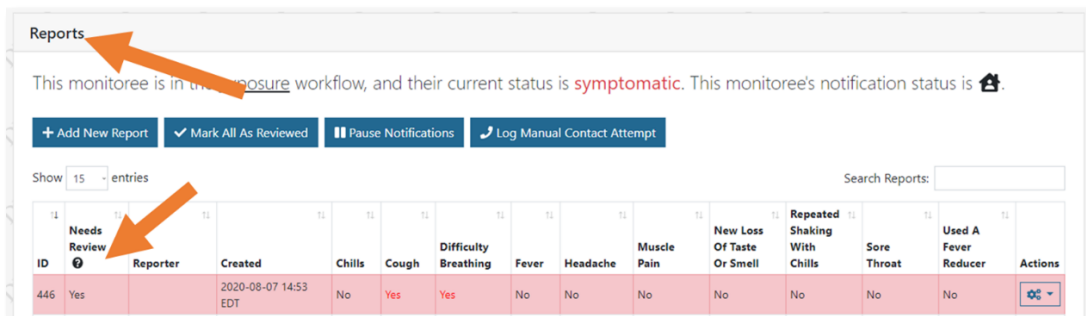 Reports
This monitoree is in the exposure workflow, and their current status is symptomatic. This monitoree's notification status is .
Add New Report Mark All As Reviewed Pause Notifications Log Manual Contact Attempt
Show 15 entries Search Reports:
ID Needs Review Reporter Created Chills Cough Difficulty Breathing Fever Headache Muscle Pain New Loss Of Taste Or Smell Repeated Shaking With Chills Sore Throat Used A Fever Reducer Actions
446 Yes 2020-08-07 14:53 EDT No Yes Yes No No No No No No No